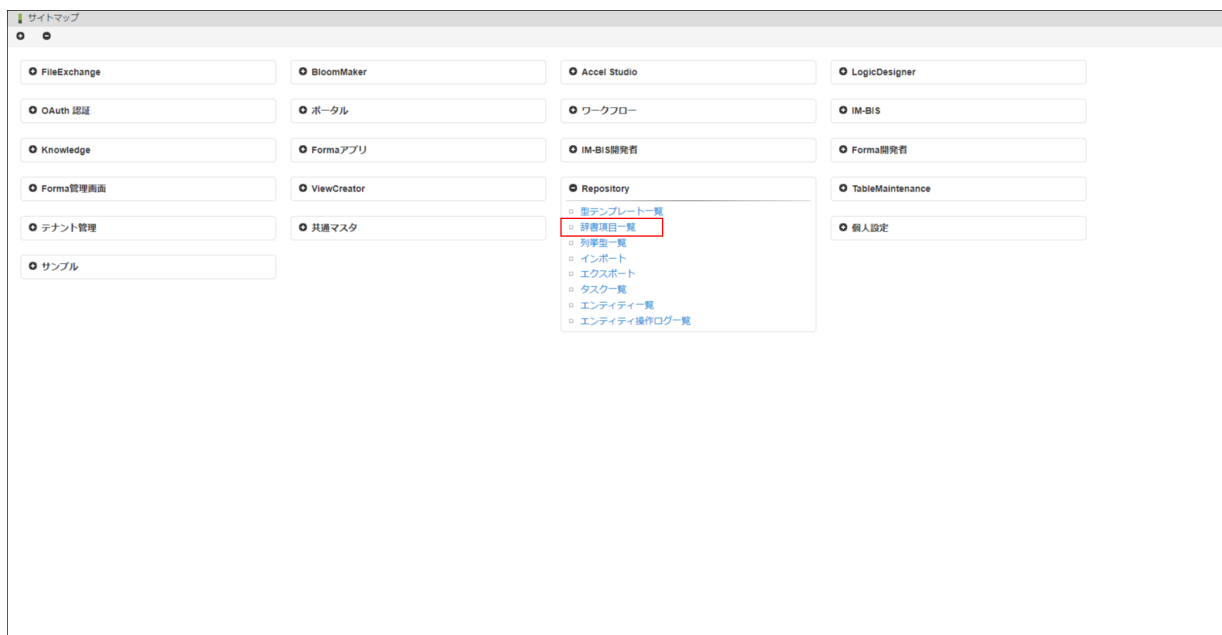 サイトマップ
FileExchange
BloomMaker
Accel Studio
LogicDesigner
OAuth 認証
ポータル
ワークフロー
IM-BIS
Knowledge
Formaアプリ
IM-BIS開発者
Forma開発者
Forma管理画面
ViewCreator
Repository
TableMaintenance
型テンプレート一覧
辞書項目一覧
列挙型一覧
インポート
エクスポート
タスク一覧
エンティティ一覧
エンティティ操作ログ一覧
テナント管理
共通マスタ
個人設定
サンプル